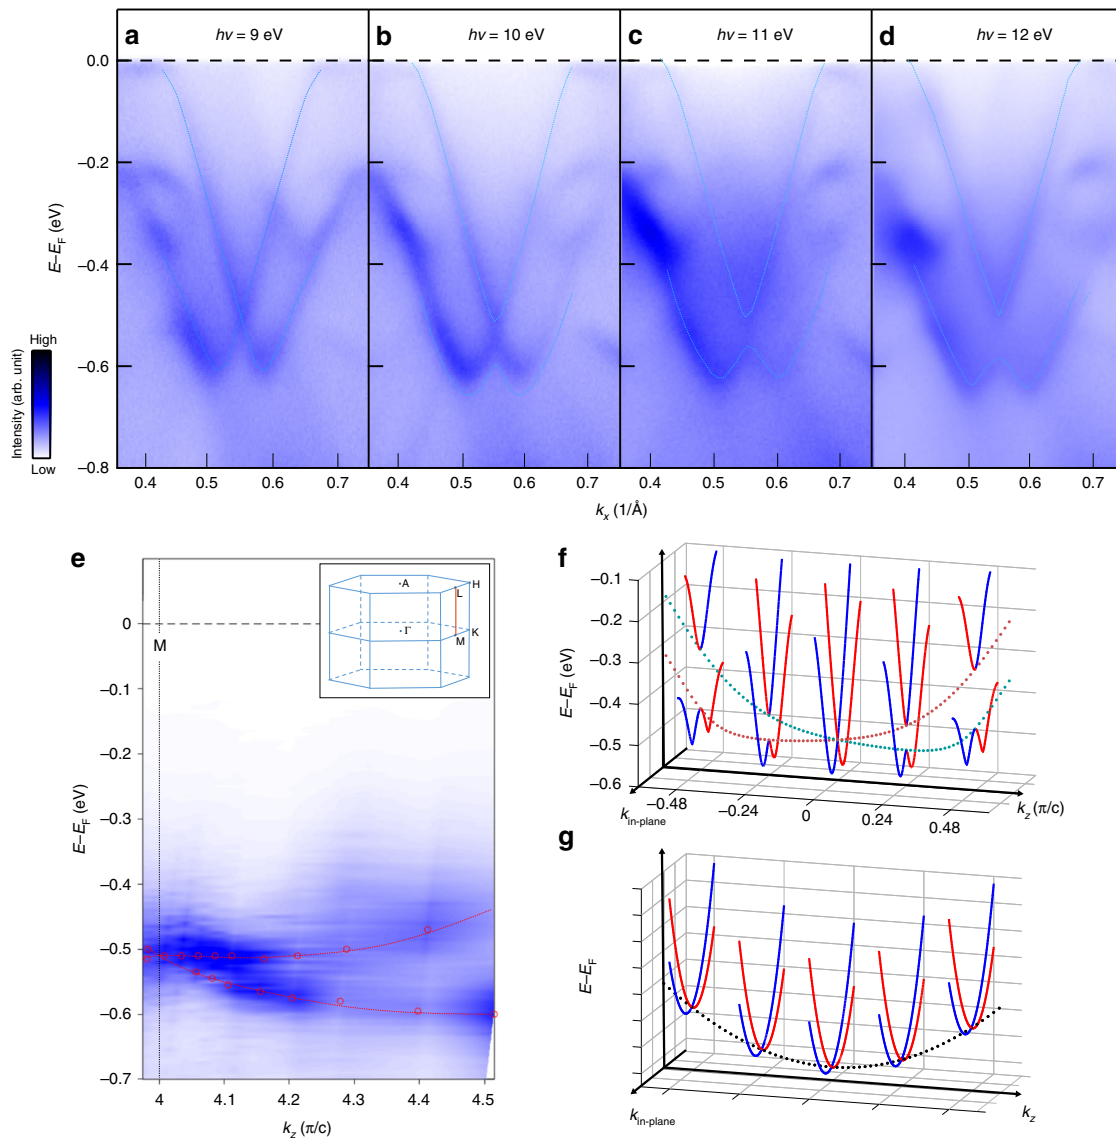 a hν = 9 eV b hν = 10 eV c hν = 11 eV d hν = 12 eV
0.0
−0.2
−0.4
−0.6
−0.8
E−E_F (eV)
High
Low
Intensity (arb. unit)
0.4 0.5 0.6 0.7 0.4 0.5 0.6 0.7 0.4 0.5 0.6 0.7 0.4 0.5 0.6 0.7
k_x (1/Å)
e
0
−0.1
−0.2
−0.3
−0.4
−0.5
−0.6
−0.7
E−E_F (eV)
M
A
H
L
Γ
K
M
4 4.1 4.2 4.3 4.4 4.5
k_z (π/c)
f
−0.1
−0.2
−0.3
−0.4
−0.5
−0.6
E−E_F (eV)
k_in-plane
−0.48 −0.24 0 0.24 0.48
k_z (π/c)
g
E−E_F
k_in-plane
k_z